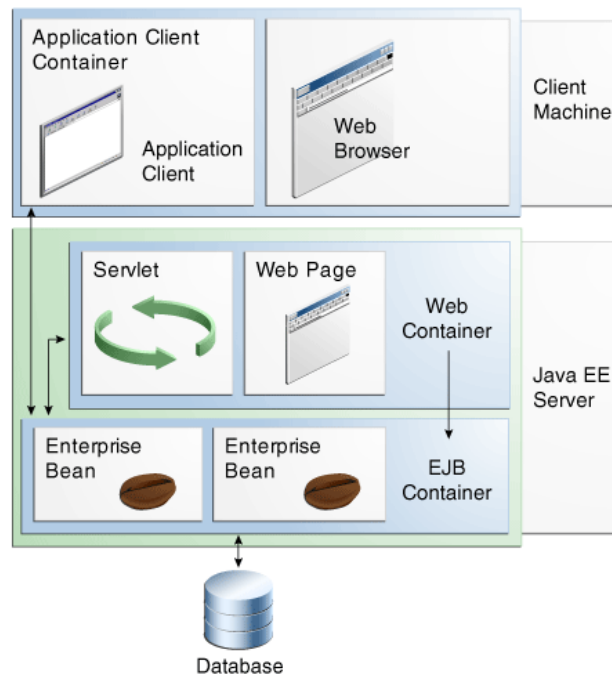 Application Client
Container
Application
Client
Web
Browser
Client
Machine
Servlet
Web Page
Web
Container
Java EE
Server
Enterprise
Bean
Enterprise
Bean
EJB
Container
Database